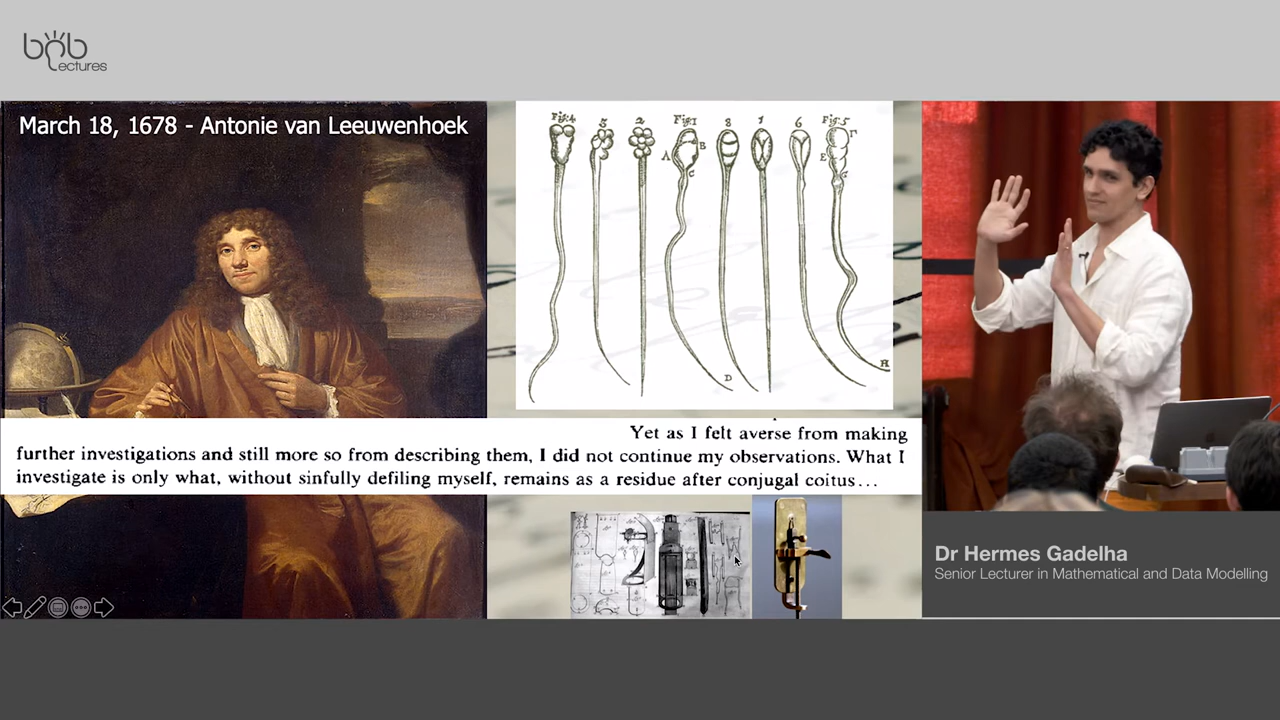 bnb
Lectures
March 18, 1678 - Antonie van Leeuwenhoek
Fig:4 3 2 Fig:1 8 1 6 Fig:5
A B C D
E C H
Yet as I felt averse from making
further investigations and still more so from describing them, I did not continue my observations. What I
investigate is only what, without sinfully defiling myself, remains as a residue after conjugal coitus...
Dr Hermes Gadelha
Senior Lecturer in Mathematical and Data Modelling